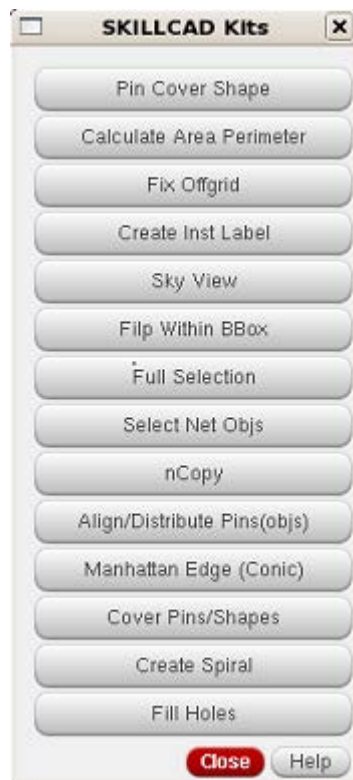 SKILLCAD Kits
Pin Cover Shape
Calculate Area Perimeter
Fix Offgrid
Create Inst Label
Sky View
Filp Within BBox
Full Selection
Select Net Objs
nCopy
Align/Distribute Pins(objs)
Manhattan Edge (Conic)
Cover Pins/Shapes
Create Spiral
Fill Holes
Close Help